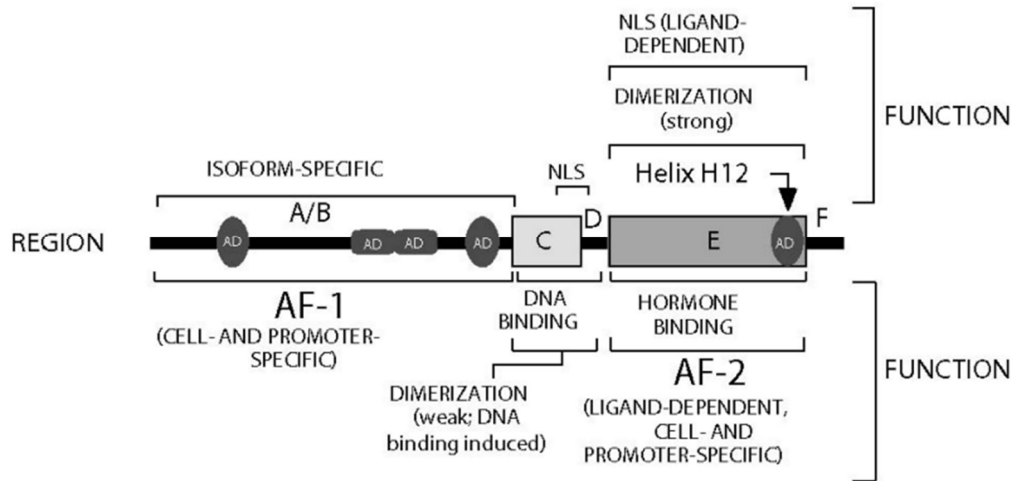 NLS (LIGAND-
DEPENDENT)
DIMERIZATION
(strong)
FUNCTION
ISOFORM-SPECIFIC
NLS
Helix H12
A/B
D
F
REGION
AD
AD
AD
AD
C
E
AD
AF-1
(CELL- AND PROMOTER-
SPECIFIC)
DNA
BINDING
HORMONE
BINDING
DIMERIZATION
(weak; DNA
binding induced)
AF-2
(LIGAND-DEPENDENT,
CELL- AND
PROMOTER-SPECIFIC)
FUNCTION